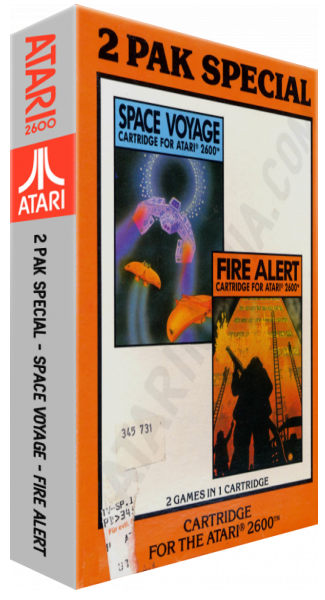 ATARI
2600
ATARI
2 PAK SPECIAL - SPACE VOYAGE - FIRE ALERT
2 PAK SPECIAL
SPACE VOYAGE
CARTRIDGE FOR ATARI® 2600™
FIRE ALERT
CARTRIDGE FOR ATARI® 2600™
345 731
2 GAMES IN 1 CARTRIDGE
CARTRIDGE
FOR THE ATARI® 2600™